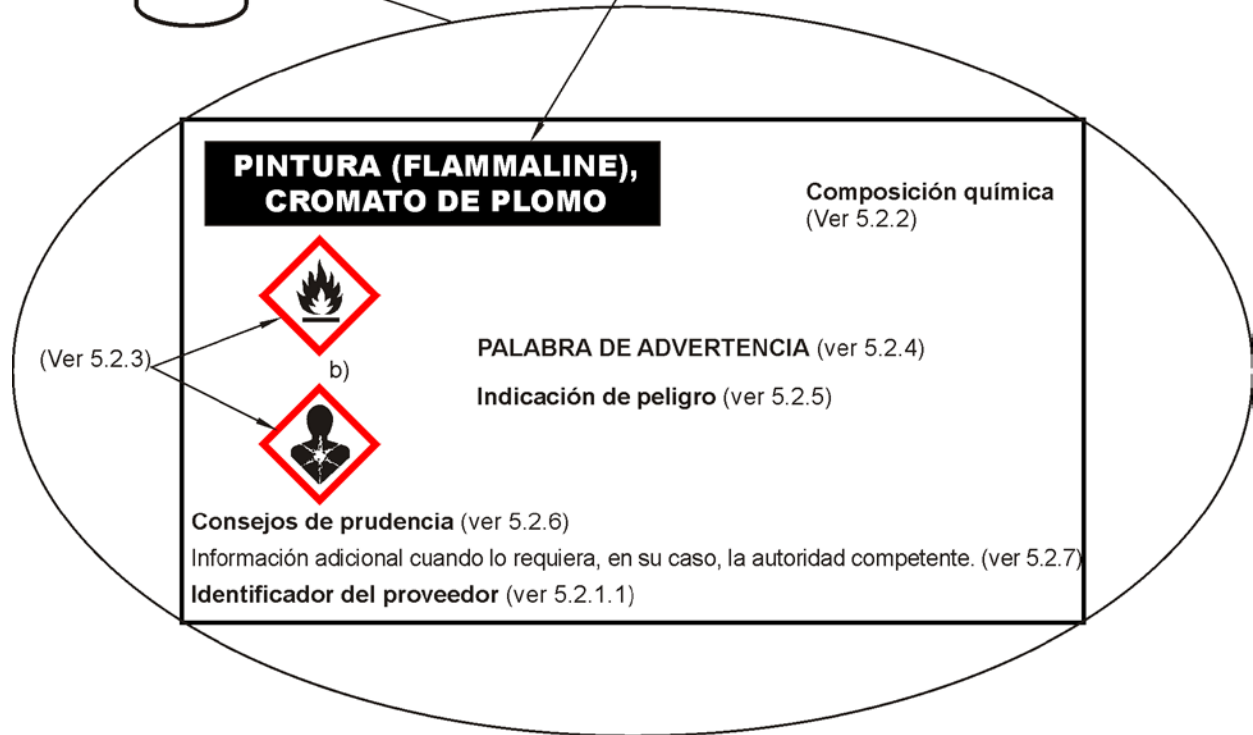 PINTURA (FLAMMALINE),
CROMATO DE PLOMO
Composición química
(Ver 5.2.2)
(Ver 5.2.3)
b)
PALABRA DE ADVERTENCIA (ver 5.2.4)
Indicación de peligro (ver 5.2.5)
Consejos de prudencia (ver 5.2.6)
Información adicional cuando lo requiera, en su caso, la autoridad competente. (ver 5.2.7)
Identificador del proveedor (ver 5.2.1.1)